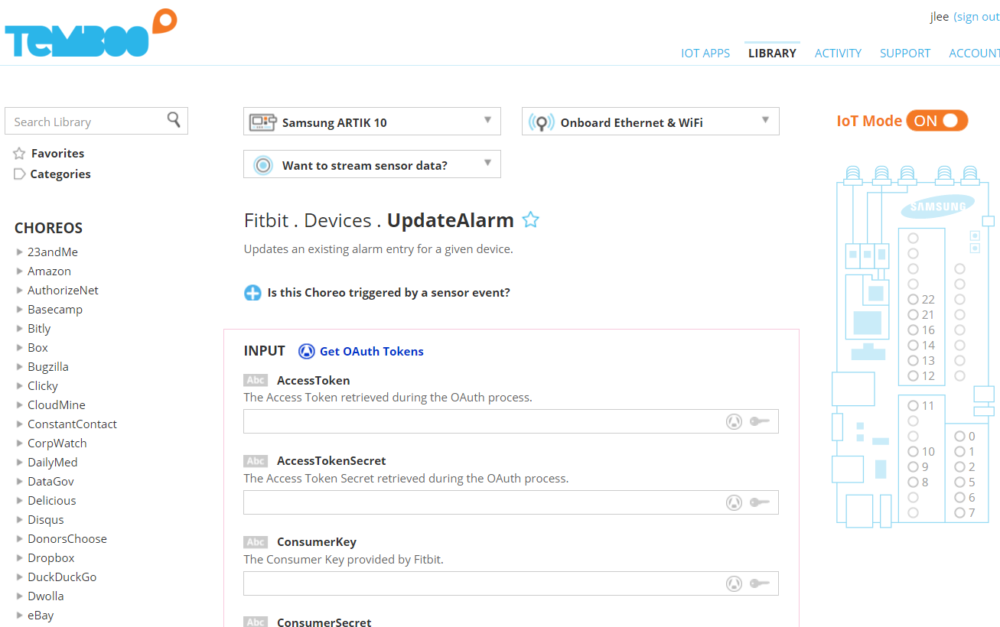 TEMBOO
jlee (sign out
IOT APPS LIBRARY ACTIVITY SUPPORT ACCOUNT
Search Library
Favorites
Categories
CHOREOS
23andMe
Amazon
AuthorizeNet
Basecamp
Bitly
Box
Bugzilla
Clicky
CloudMine
ConstantContact
CorpWatch
DailyMed
DataGov
Delicious
Disqus
DonorsChoose
Dropbox
DuckDuckGo
Dwolla
eBay
Samsung ARTIK 10
Onboard Ethernet & WiFi
Want to stream sensor data?
Fitbit . Devices . UpdateAlarm
Updates an existing alarm entry for a given device.
Is this Choreo triggered by a sensor event?
INPUT Get OAuth Tokens
Abc AccessToken
The Access Token retrieved during the OAuth process.
Abc AccessTokenSecret
The Access Token Secret retrieved during the OAuth process.
Abc ConsumerKey
The Consumer Key provided by Fitbit.
Abc ConsumerSecret
IoT Mode ON
SAMSUNG
22
21
16
14
13
12
11
10
9
8
0
1
2
5
6
7